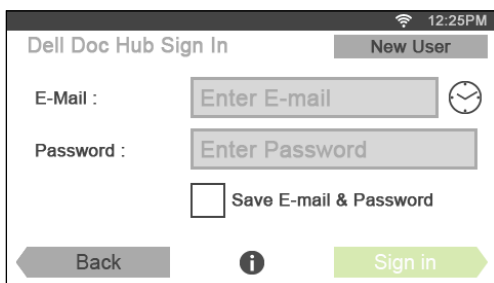 12:25PM
Dell Doc Hub Sign In
New User
E-Mail :
Enter E-mail
Password :
Enter Password
Save E-mail & Password
Back
i
Sign in